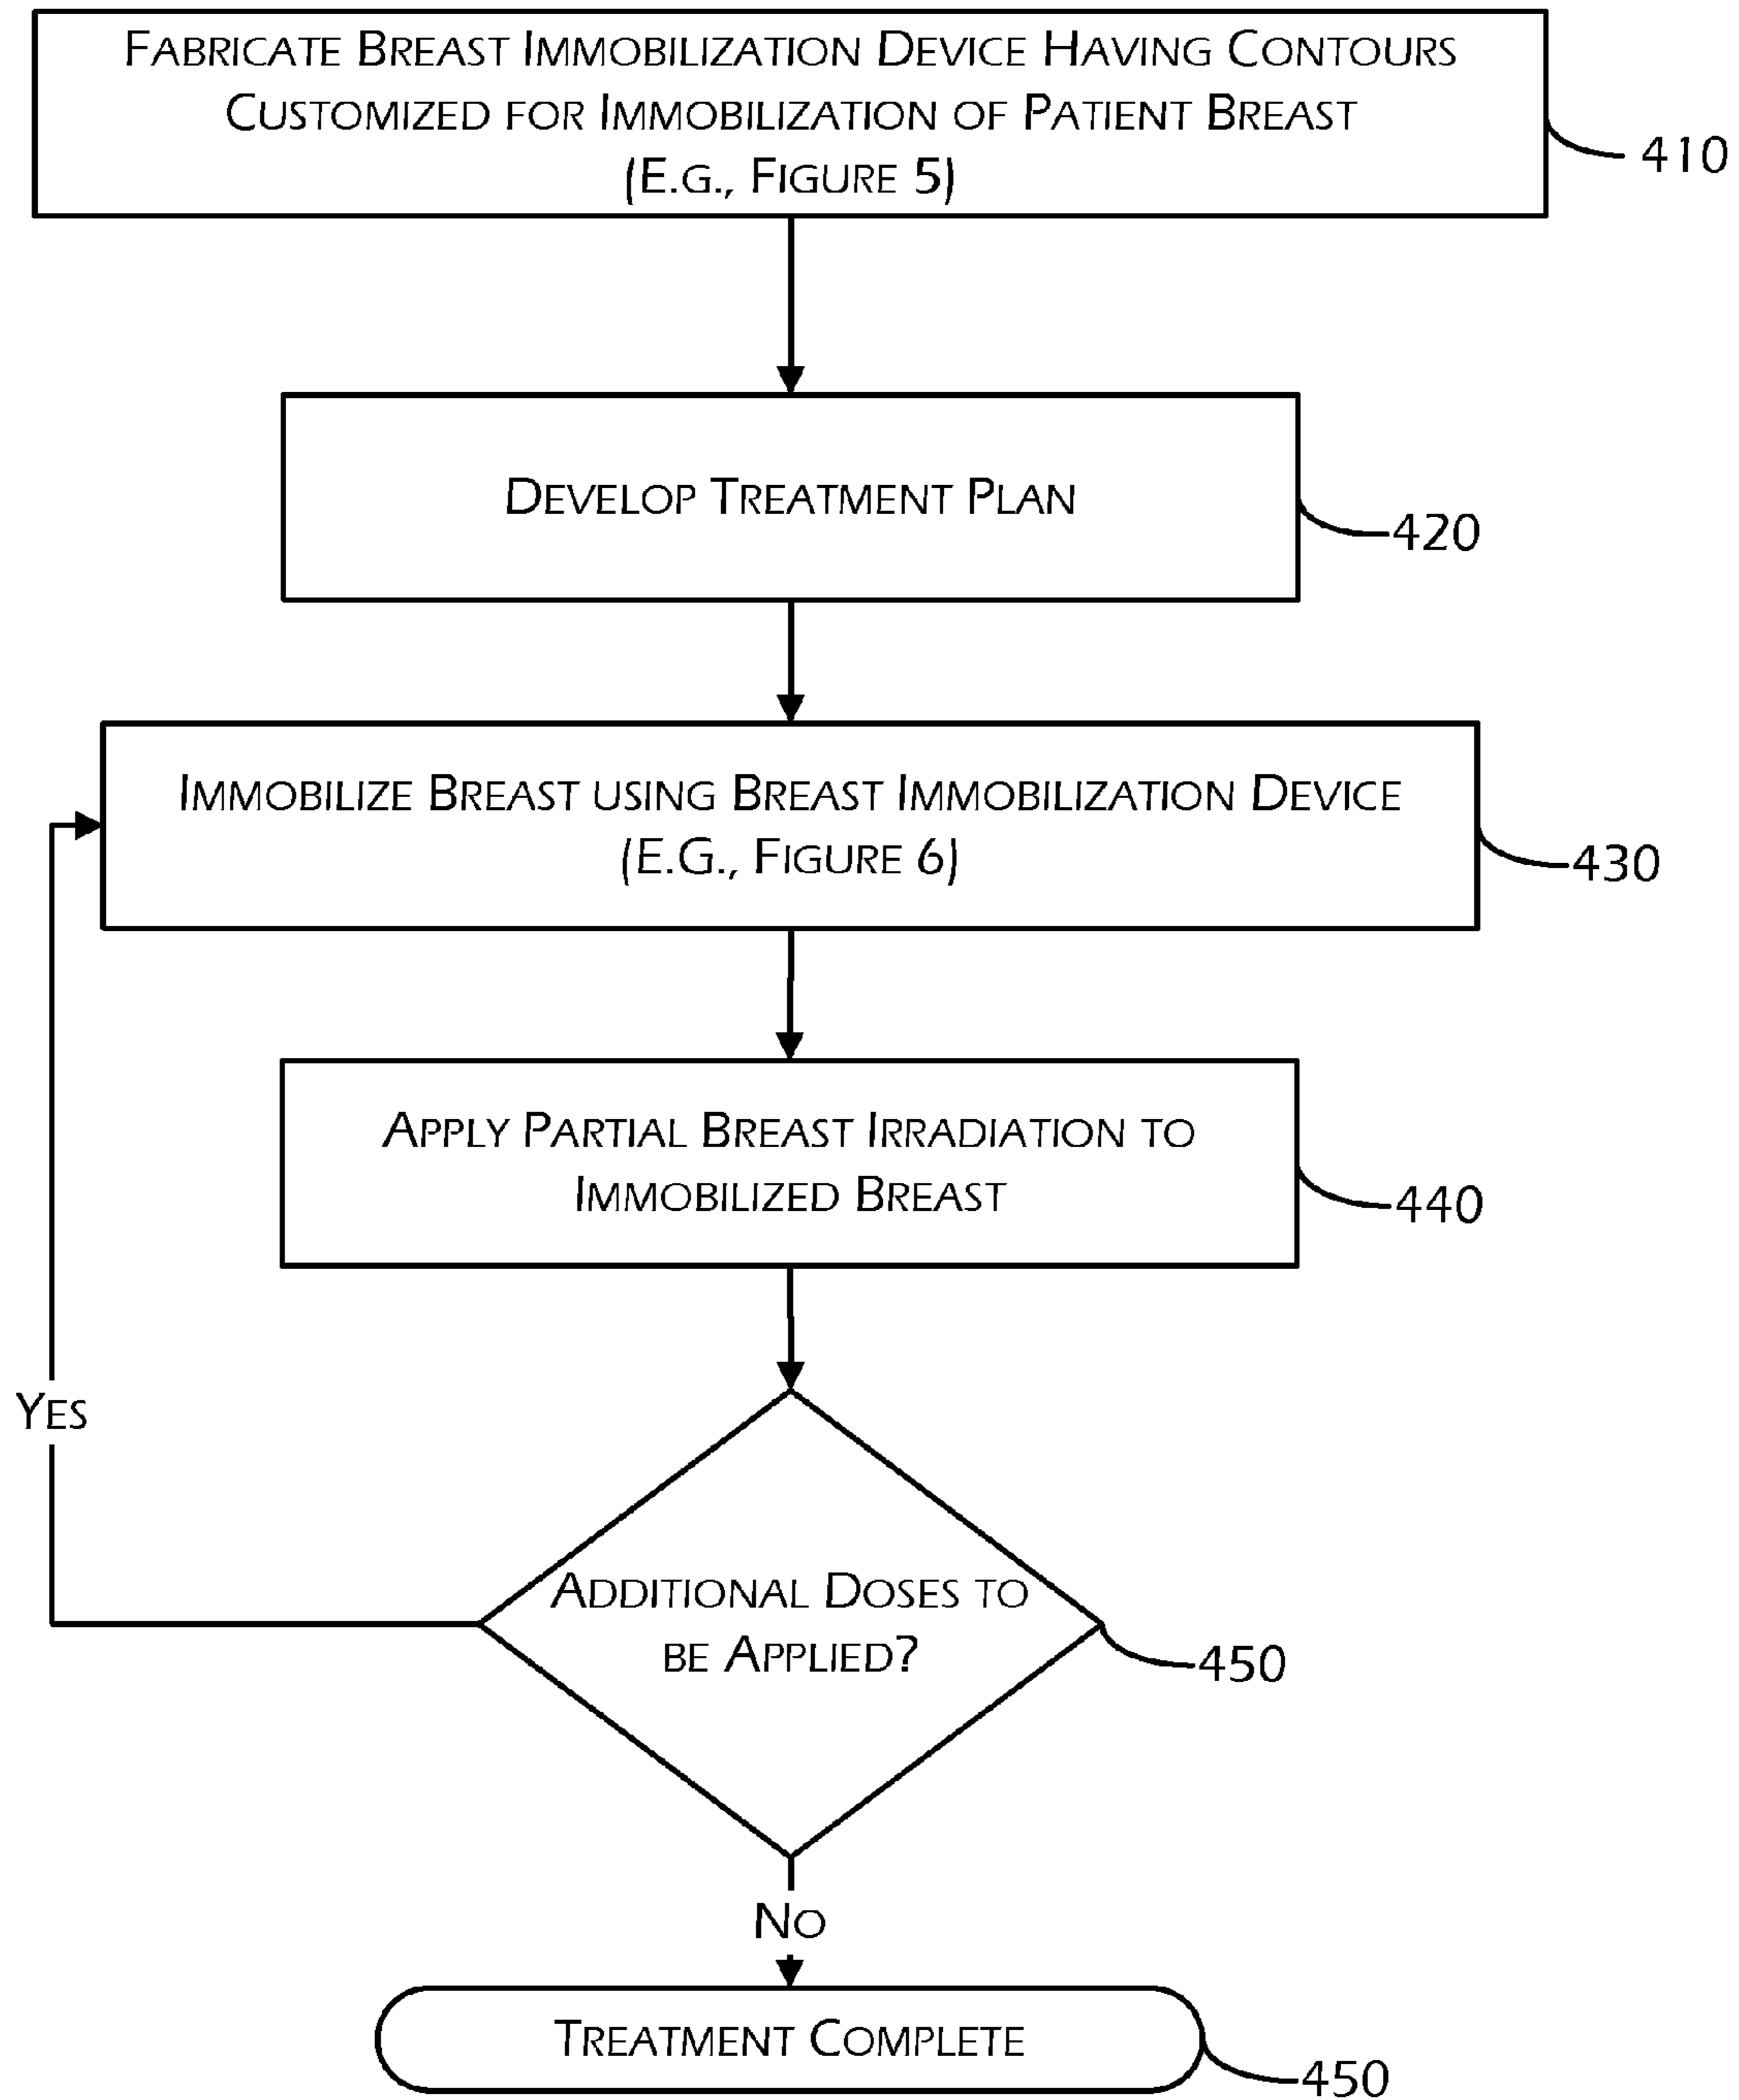 FABRICATE BREAST IMMOBILIZATION DEVICE HAVING CONTOURS
CUSTOMIZED FOR IMMOBILIZATION OF PATIENT BREAST
(E.G., FIGURE 5)
410
DEVELOP TREATMENT PLAN
420
IMMOBILIZE BREAST USING BREAST IMMOBILIZATION DEVICE
(E.G., FIGURE 6)
430
APPLY PARTIAL BREAST IRRADIATION TO
IMMOBILIZED BREAST
440
YES
ADDITIONAL DOSES TO
BE APPLIED?
450
NO
TREATMENT COMPLETE
450